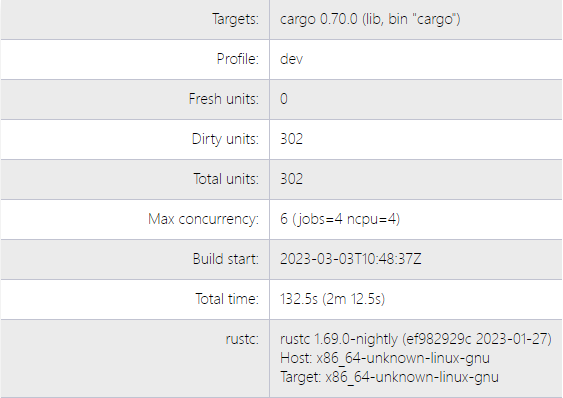 Targets: cargo 0.70.0 (lib, bin "cargo")
Profile: dev
Fresh units: 0
Dirty units: 302
Total units: 302
Max concurrency: 6 (jobs=4 ncpu=4)
Build start: 2023-03-03T10:48:37Z
Total time: 132.5s (2m 12.5s)
rustc: rustc 1.69.0-nightly (ef982929c 2023-01-27)
Host: x86_64-unknown-linux-gnu
Target: x86_64-unknown-linux-gnu